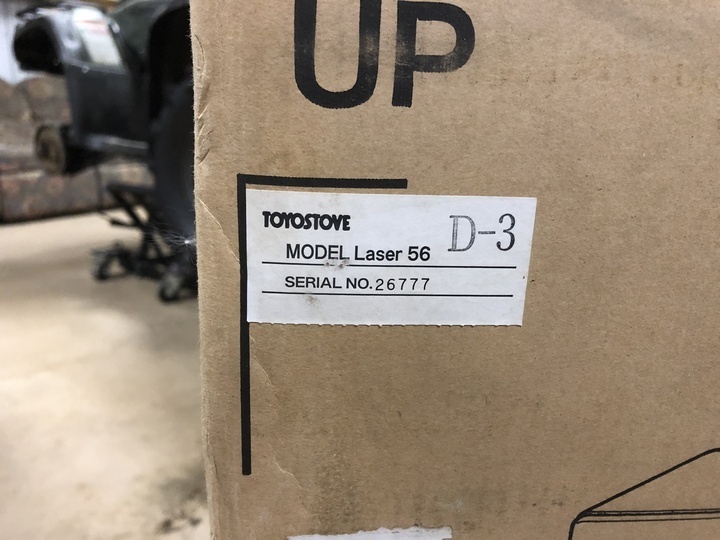 UP
TOYOSTOVE
D-3
MODEL Laser 56
SERIAL NO. 26777